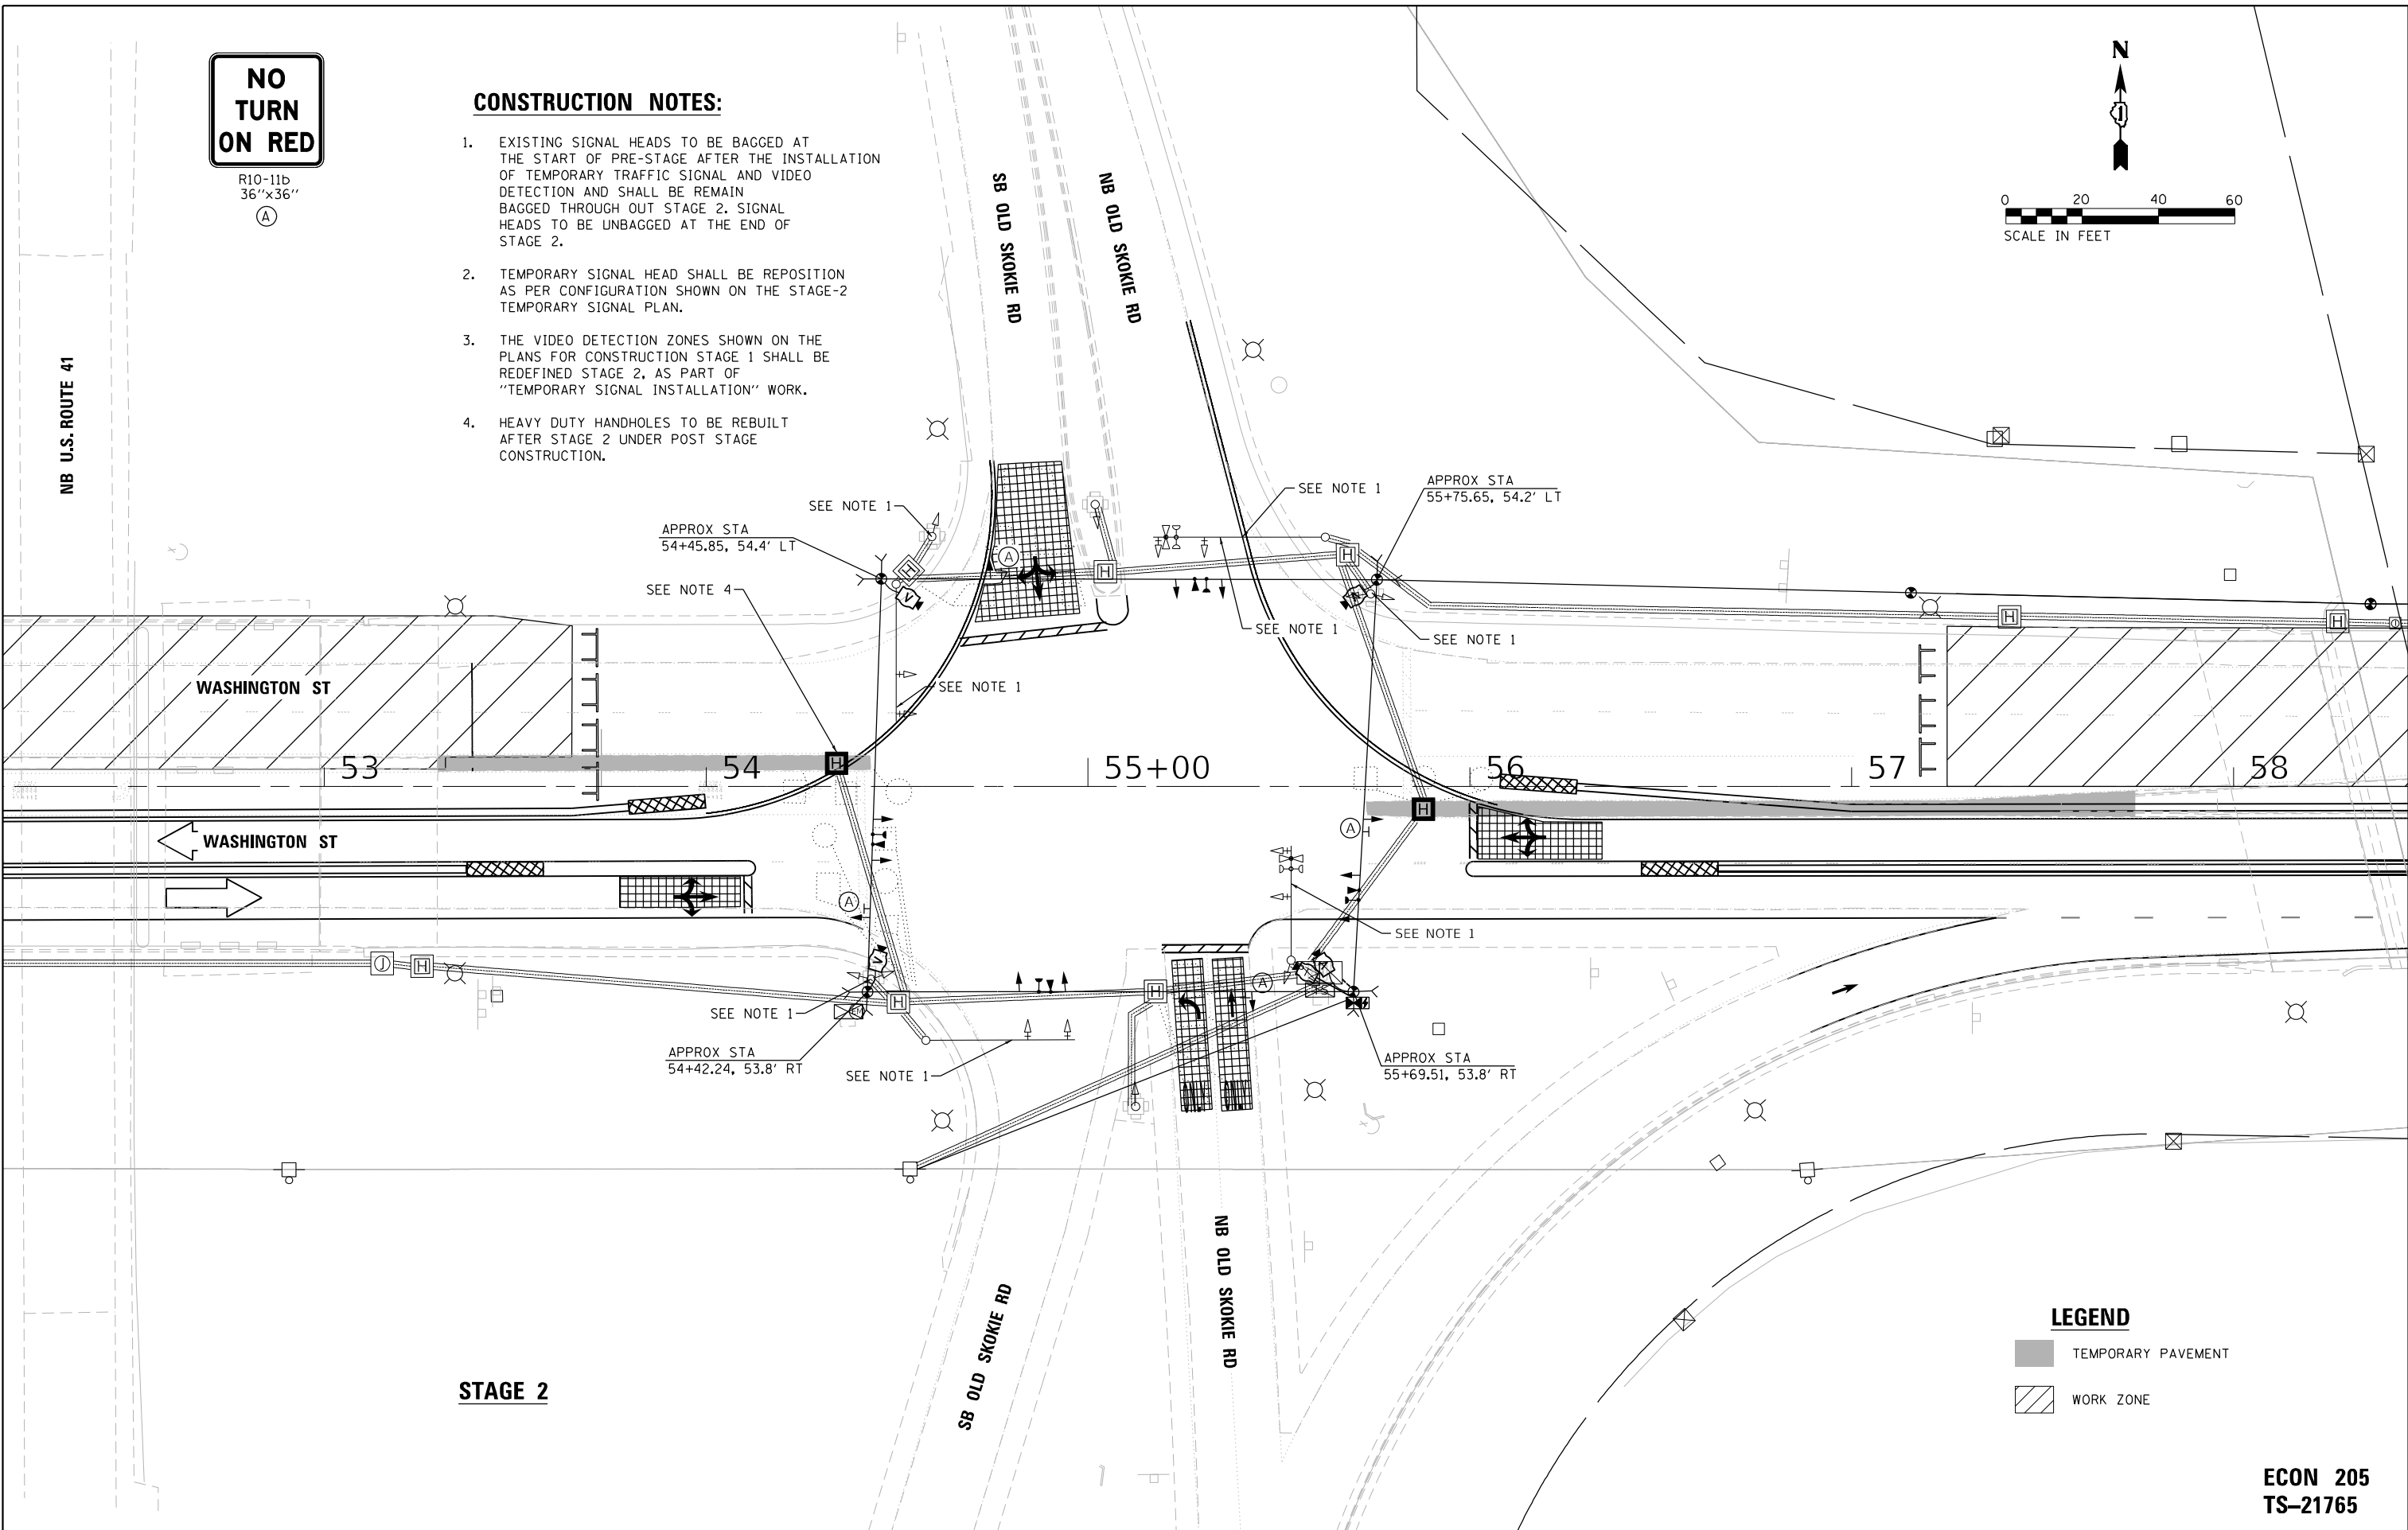 NO
TURN
ON RED
R10-11b
36''x36''
A
CONSTRUCTION NOTES:
1. EXISTING SIGNAL HEADS TO BE BAGGED AT
THE START OF PRE-STAGE AFTER THE INSTALLATION
OF TEMPORARY TRAFFIC SIGNAL AND VIDEO
DETECTION AND SHALL BE REMAIN
BAGGED THROUGH OUT STAGE 2. SIGNAL
HEADS TO BE UNBAGGED AT THE END OF
STAGE 2.
2. TEMPORARY SIGNAL HEAD SHALL BE REPOSITION
AS PER CONFIGURATION SHOWN ON THE STAGE-2
TEMPORARY SIGNAL PLAN.
3. THE VIDEO DETECTION ZONES SHOWN ON THE
PLANS FOR CONSTRUCTION STAGE 1 SHALL BE
REDEFINED STAGE 2, AS PART OF
''TEMPORARY SIGNAL INSTALLATION'' WORK.
4. HEAVY DUTY HANDHOLES TO BE REBUILT
AFTER STAGE 2 UNDER POST STAGE
CONSTRUCTION.
N
1
0 20 40 60
SCALE IN FEET
SB OLD SKOKIE RD
NB OLD SKOKIE RD
NB U.S. ROUTE 41
SEE NOTE 1
APPROX STA
54+45.85, 54.4' LT
SEE NOTE 4
SEE NOTE 1
APPROX STA
55+75.65, 54.2' LT
A
H
H
H
V
SEE NOTE 1
SEE NOTE 1
H
H
SEE NOTE 1
WASHINGTON ST
H
53
54
55+00
56
57
58
H
A
WASHINGTON ST
A
SEE NOTE 1
V
J
H
H
H
A
SEE NOTE 1
APPROX STA
54+42.24, 53.8' RT
SEE NOTE 1
APPROX STA
55+69.51, 53.8' RT
SB OLD SKOKIE RD
NB OLD SKOKIE RD
STAGE 2
LEGEND
TEMPORARY PAVEMENT
WORK ZONE
ECON 205
TS-21765